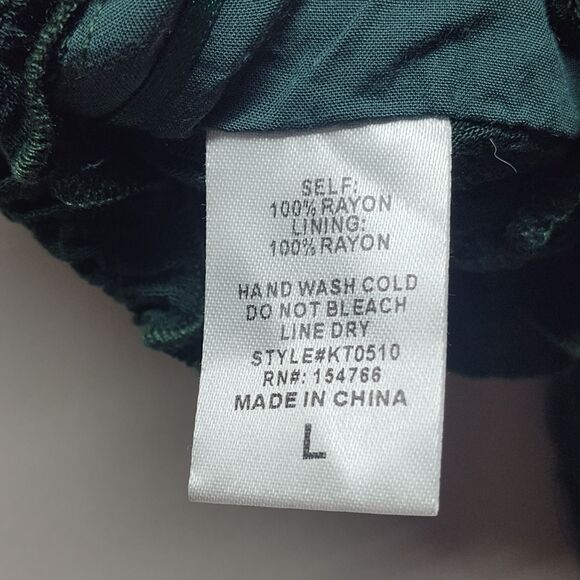 SELF:
100% RAYON
LINING:
100% RAYON
HAND WASH COLD
DO NOT BLEACH
LINE DRY
STYLE#KT0510
RN#: 154766
MADE IN CHINA
L